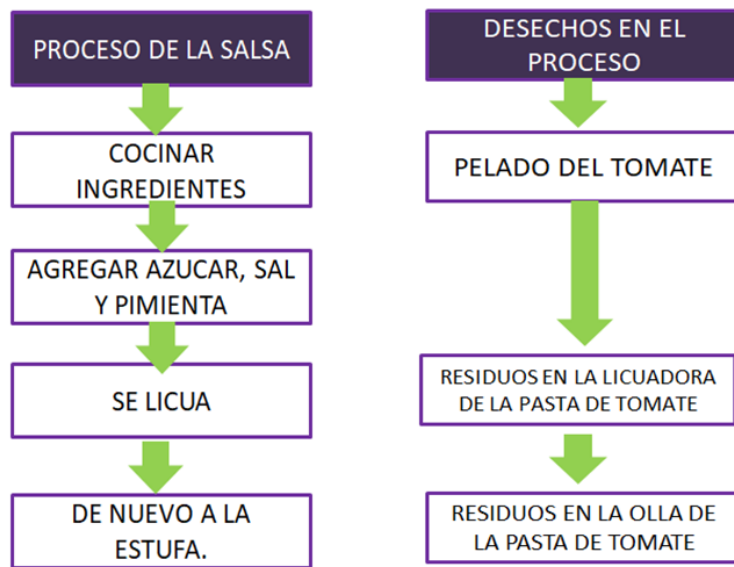 PROCESO DE LA SALSA
COCINAR
INGREDIENTES
AGREGAR AZUCAR, SAL
Y PIMIENTA
SE LICUA
DE NUEVO A LA
ESTUFA.
DESECHOS EN EL
PROCESO
PELADO DEL TOMATE
RESIDUOS EN LA LICUADORA
DE LA PASTA DE TOMATE
RESIDUOS EN LA OLLA DE
LA PASTA DE TOMATE